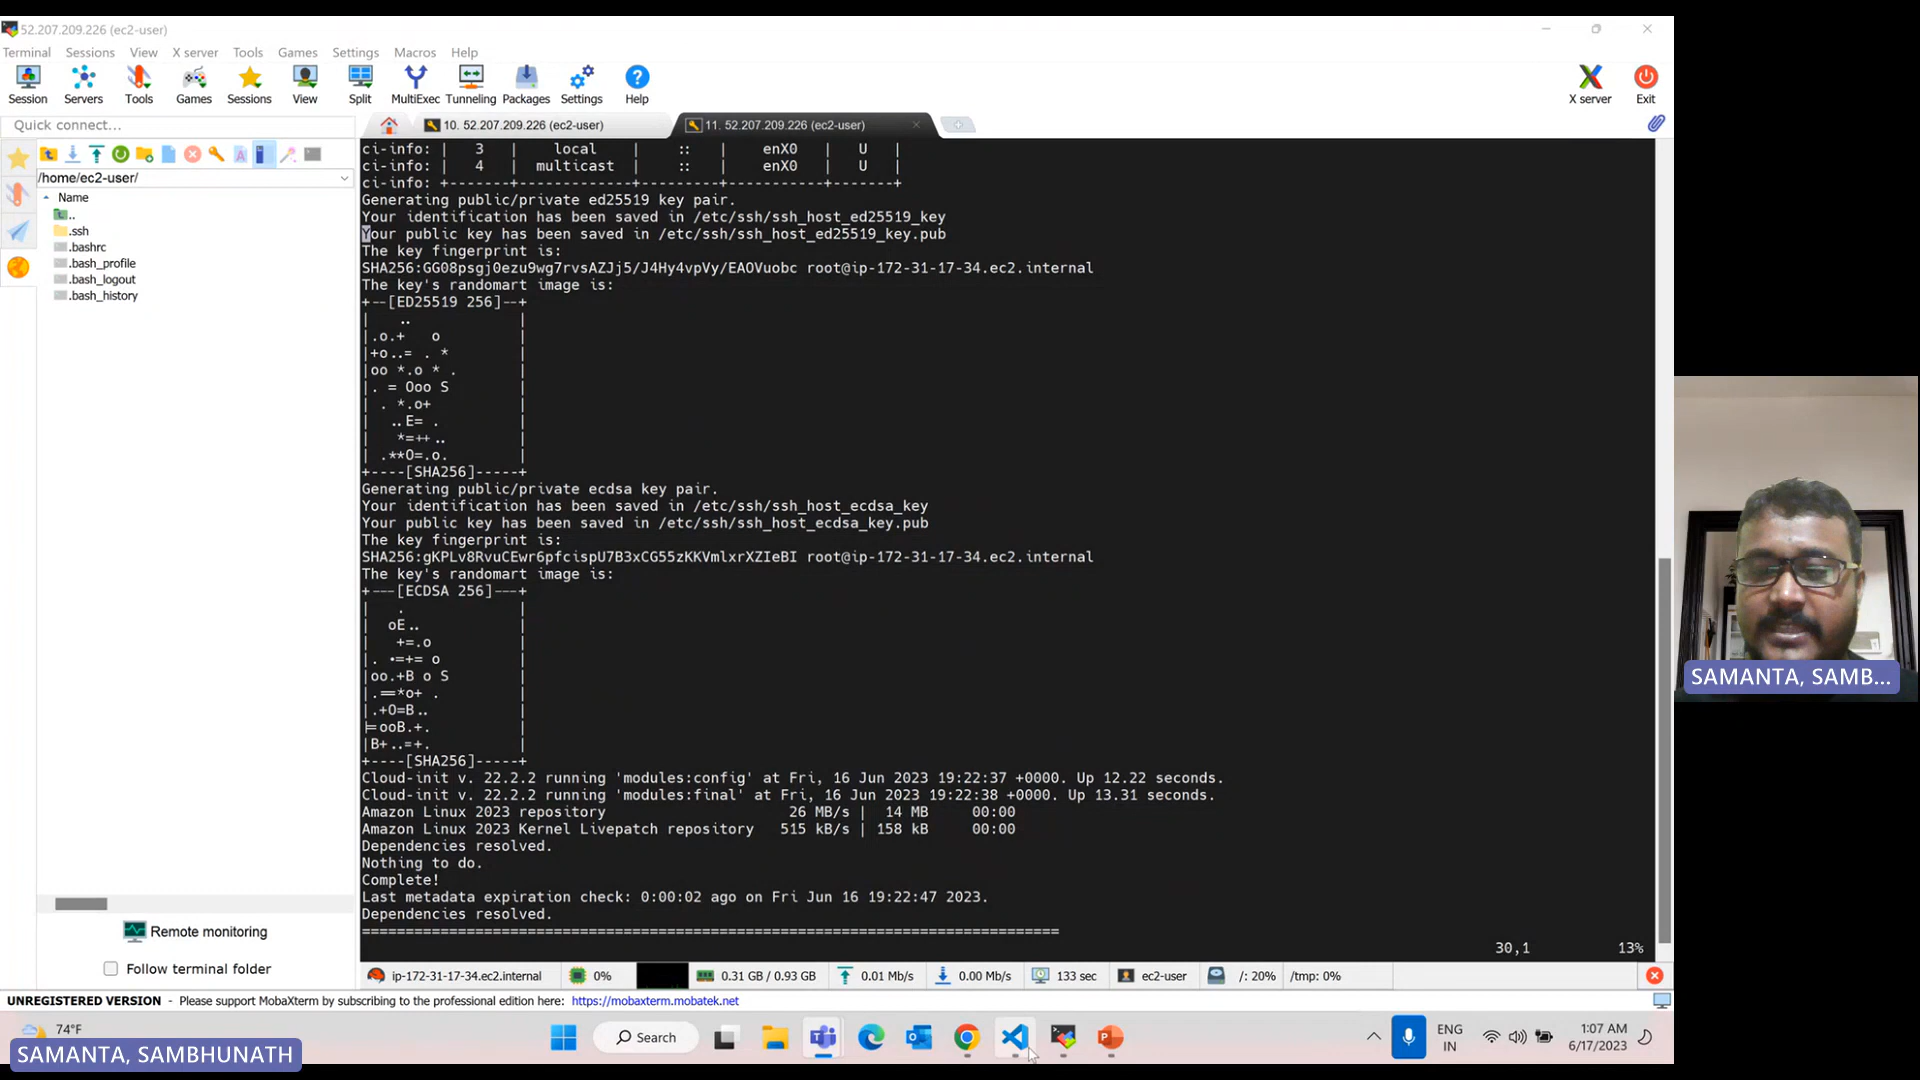 52.207.209.226 (ec2-user)
Terminal Sessions View X server Tools Games Settings Macros Help
Session Servers Tools Games Sessions View Split MultiExec Tunneling Packages Settings Help X server Exit
Quick connect...
10. 52.207.209.226 (ec2-user)
11. 52.207.209.226 (ec2-user)
/home/ec2-user/
Name
..
.ssh
.bashrc
.bash_profile
.bash_logout
.bash_history
Remote monitoring
Follow terminal folder
ci-info: | 3 | local | :: | enX0 | U |
ci-info: | 4 | multicast | :: | enX0 | U |
ci-info: +-------+-------------+---------+-----------+-------+
Generating public/private ed25519 key pair.
Your identification has been saved in /etc/ssh/ssh_host_ed25519_key
Your public key has been saved in /etc/ssh/ssh_host_ed25519_key.pub
The key fingerprint is:
SHA256:GG08psgj0ezu9wg7rvsAZJj5/J4Hy4vpVy/EAOVuobc root@ip-172-31-17-34.ec2.internal
The key's randomart image is:
+--[ED25519 256]--+
|    ..           |
|.o.+   o         |
|+o..= . *        |
|oo *.o * .       |
|. = Ooo S        |
| . *.o+          |
|  ..E= .         |
|   *=++..        |
| .**O=.o.        |
+----[SHA256]-----+
Generating public/private ecdsa key pair.
Your identification has been saved in /etc/ssh/ssh_host_ecdsa_key
Your public key has been saved in /etc/ssh/ssh_host_ecdsa_key.pub
The key fingerprint is:
SHA256:gKPLv8RvuCEwr6pfcispU7B3xCG55zKKVmlxrXZIeBI root@ip-172-31-17-34.ec2.internal
The key's randomart image is:
+---[ECDSA 256]---+
|   .             |
|  oE..           |
|   +=.o          |
|. •=+= o         |
|oo.+B o S        |
|.==*o+ .         |
|.+O=B..          |
|=ooB.+.          |
|B+..=+.          |
+----[SHA256]-----+
Cloud-init v. 22.2.2 running 'modules:config' at Fri, 16 Jun 2023 19:22:37 +0000. Up 12.22 seconds.
Cloud-init v. 22.2.2 running 'modules:final' at Fri, 16 Jun 2023 19:22:38 +0000. Up 13.31 seconds.
Amazon Linux 2023 repository 26 MB/s | 14 MB 00:00
Amazon Linux 2023 Kernel Livepatch repository 515 kB/s | 158 kB 00:00
Dependencies resolved.
Nothing to do.
Complete!
Last metadata expiration check: 0:00:02 ago on Fri Jun 16 19:22:47 2023.
Dependencies resolved.
================================================================================
30,1 13%
ip-172-31-17-34.ec2.internal 0% 0.31 GB / 0.93 GB 0.01 Mb/s 0.00 Mb/s 133 sec ec2-user /: 20% /tmp: 0%
UNREGISTERED VERSION - Please support MobaXterm by subscribing to the professional edition here: https://mobaxterm.mobatek.net
74°F
Search
ENG
IN
1:07 AM
6/17/2023
SAMANTA, SAMBHUNATH
SAMANTA, SAMB...